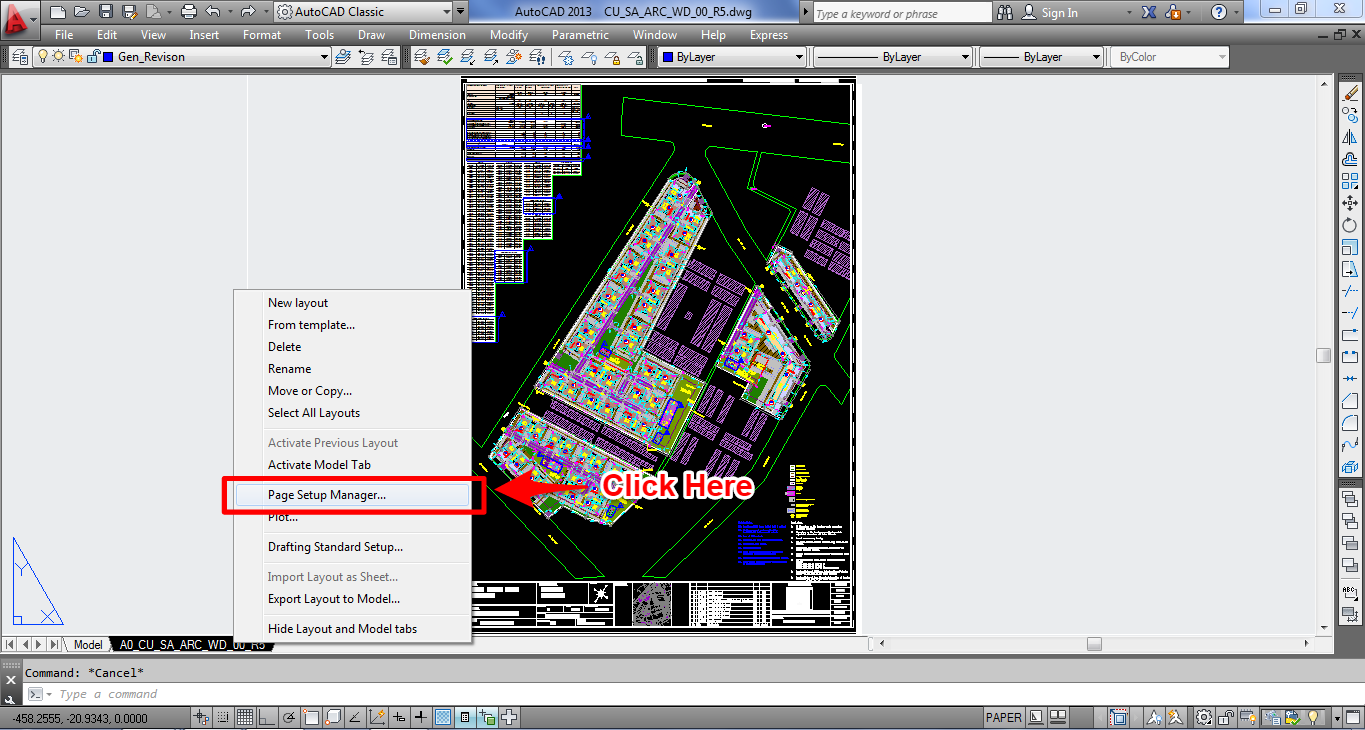 AutoCAD Classic
AutoCAD 2013 CU_SA_ARC_WD_00_R5.dwg
Type a keyword or phrase
Sign In
File Edit View Insert Format Tools Draw Dimension Modify Parametric Window Help Express
Gen_Revison
ByLayer
ByLayer
ByLayer
ByColor
New layout
From template...
Delete
Rename
Move or Copy...
Select All Layouts
Activate Previous Layout
Activate Model Tab
Page Setup Manager...
Click Here
Plot...
Drafting Standard Setup...
Import Layout as Sheet...
Export Layout to Model...
Hide Layout and Model tabs
Y
X
ABC
Model
A0_CU_SA_ARC_WD_00_R5
Command: *Cancel*
Type a command
-458.2555, -20.9343, 0.0000
PAPER